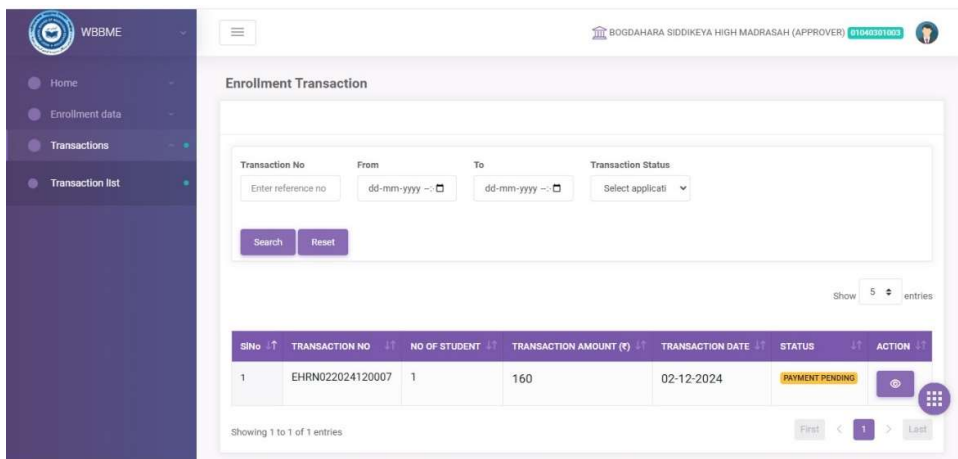 WBBME
BOGDAHARA SIDDIKEYA HIGH MADRASAH (APPROVER) 01040301003
Home
Enrollment data
Transactions
Transaction list
Enrollment Transaction
Transaction No From To Transaction Status
Enter reference no dd-mm-yyyy --:- dd-mm-yyyy --:- Select applicati
Search Reset
Show 5 entries
SlNo TRANSACTION NO NO OF STUDENT TRANSACTION AMOUNT (₹) TRANSACTION DATE STATUS ACTION
1 EHRN022024120007 1 160 02-12-2024 PAYMENT PENDING
Showing 1 to 1 of 1 entries
First < 1 > Last